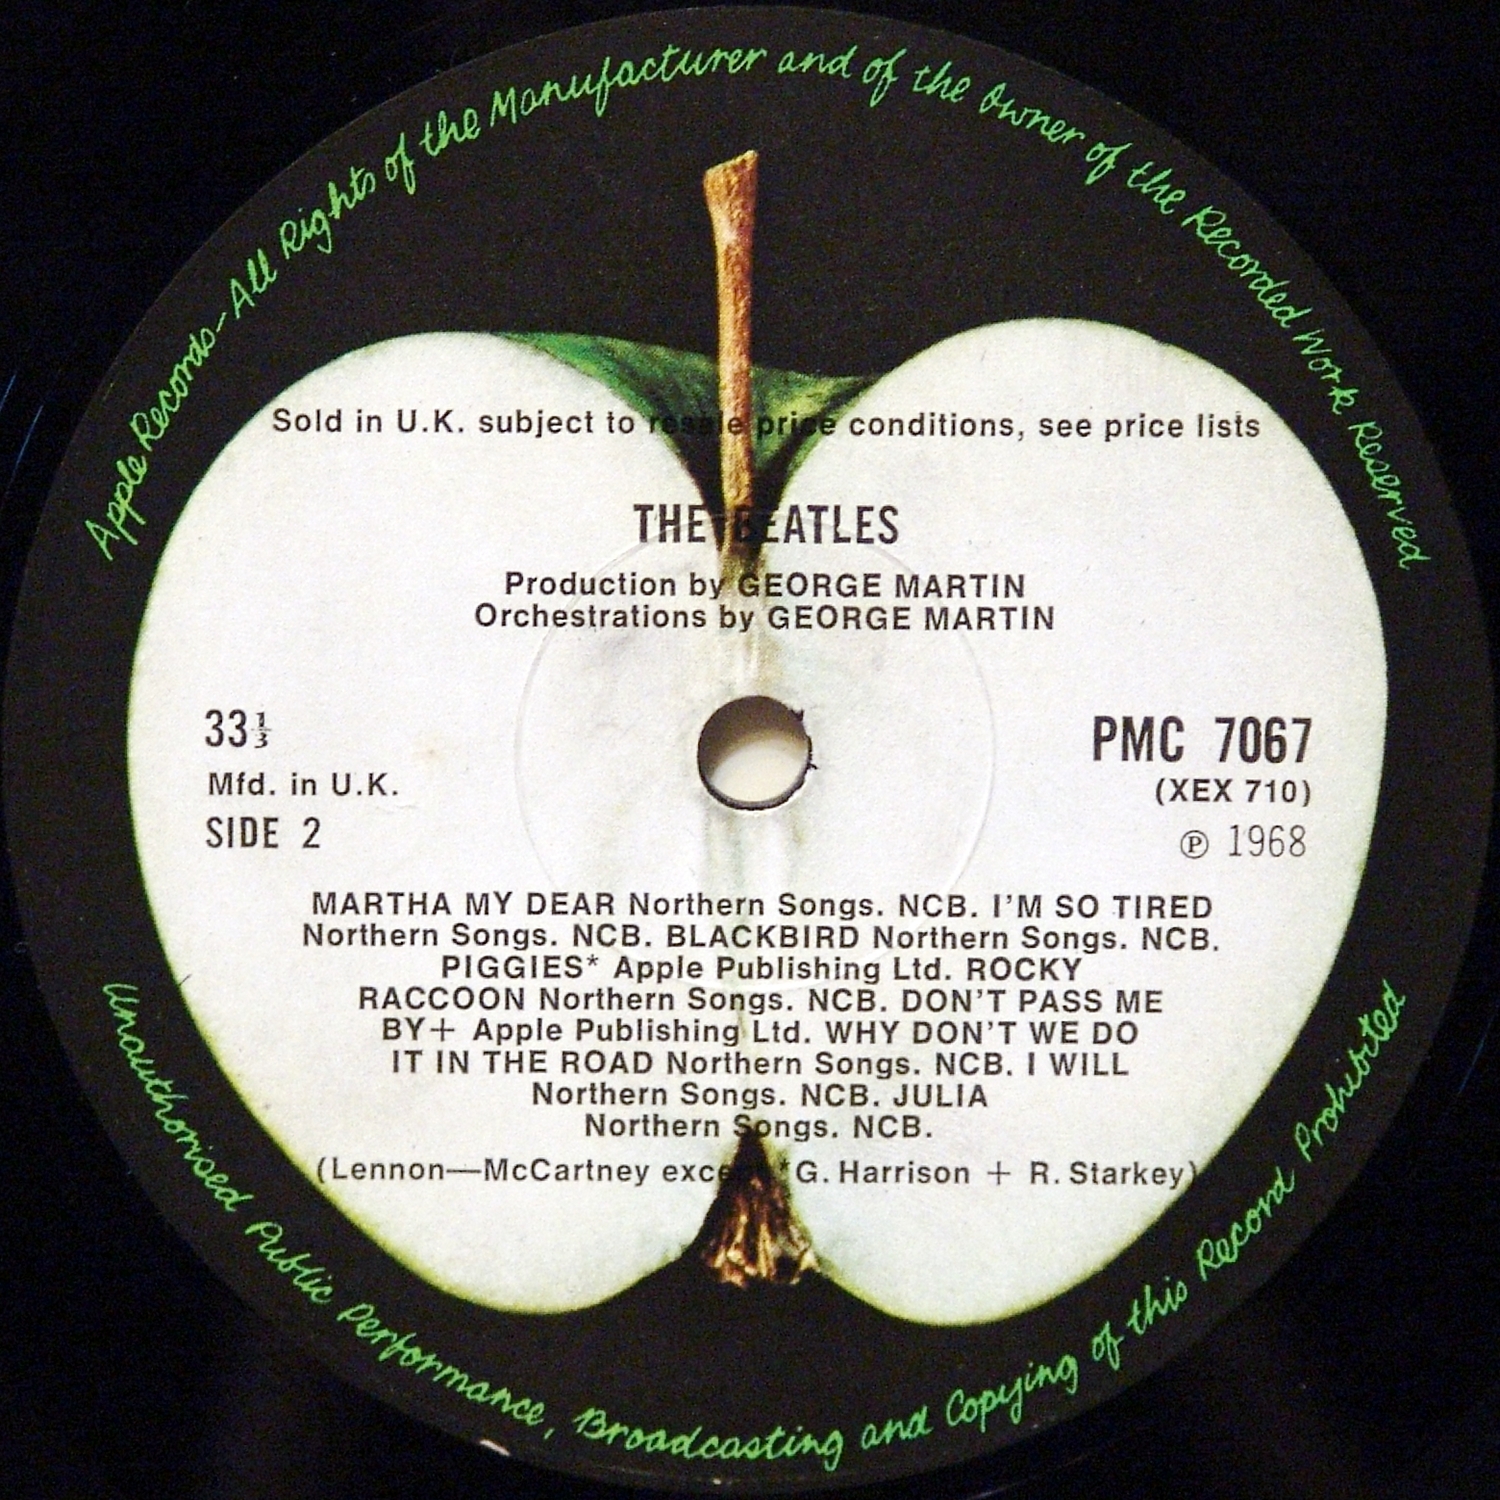 Apple Records—All Rights of the Manufacturer and of the Owner of the Recorded Work Reserved
Sold in U.K. subject to resale price conditions, see price lists
THE BEATLES
Production by GEORGE MARTIN
Orchestrations by GEORGE MARTIN
33⅓
Mfd. in U.K.
SIDE 2
PMC 7067
(XEX 710)
℗ 1968
MARTHA MY DEAR Northern Songs. NCB. I'M SO TIRED
Northern Songs. NCB. BLACKBIRD Northern Songs. NCB.
PIGGIES* Apple Publishing Ltd. ROCKY
RACCOON Northern Songs. NCB. DON'T PASS ME
BY+ Apple Publishing Ltd. WHY DON'T WE DO
IT IN THE ROAD Northern Songs. NCB. I WILL
Northern Songs. NCB. JULIA
Northern Songs. NCB.
(Lennon—McCartney except *G. Harrison + R. Starkey)
Unauthorised Public Performance, Broadcasting and Copying of this Record Prohibited